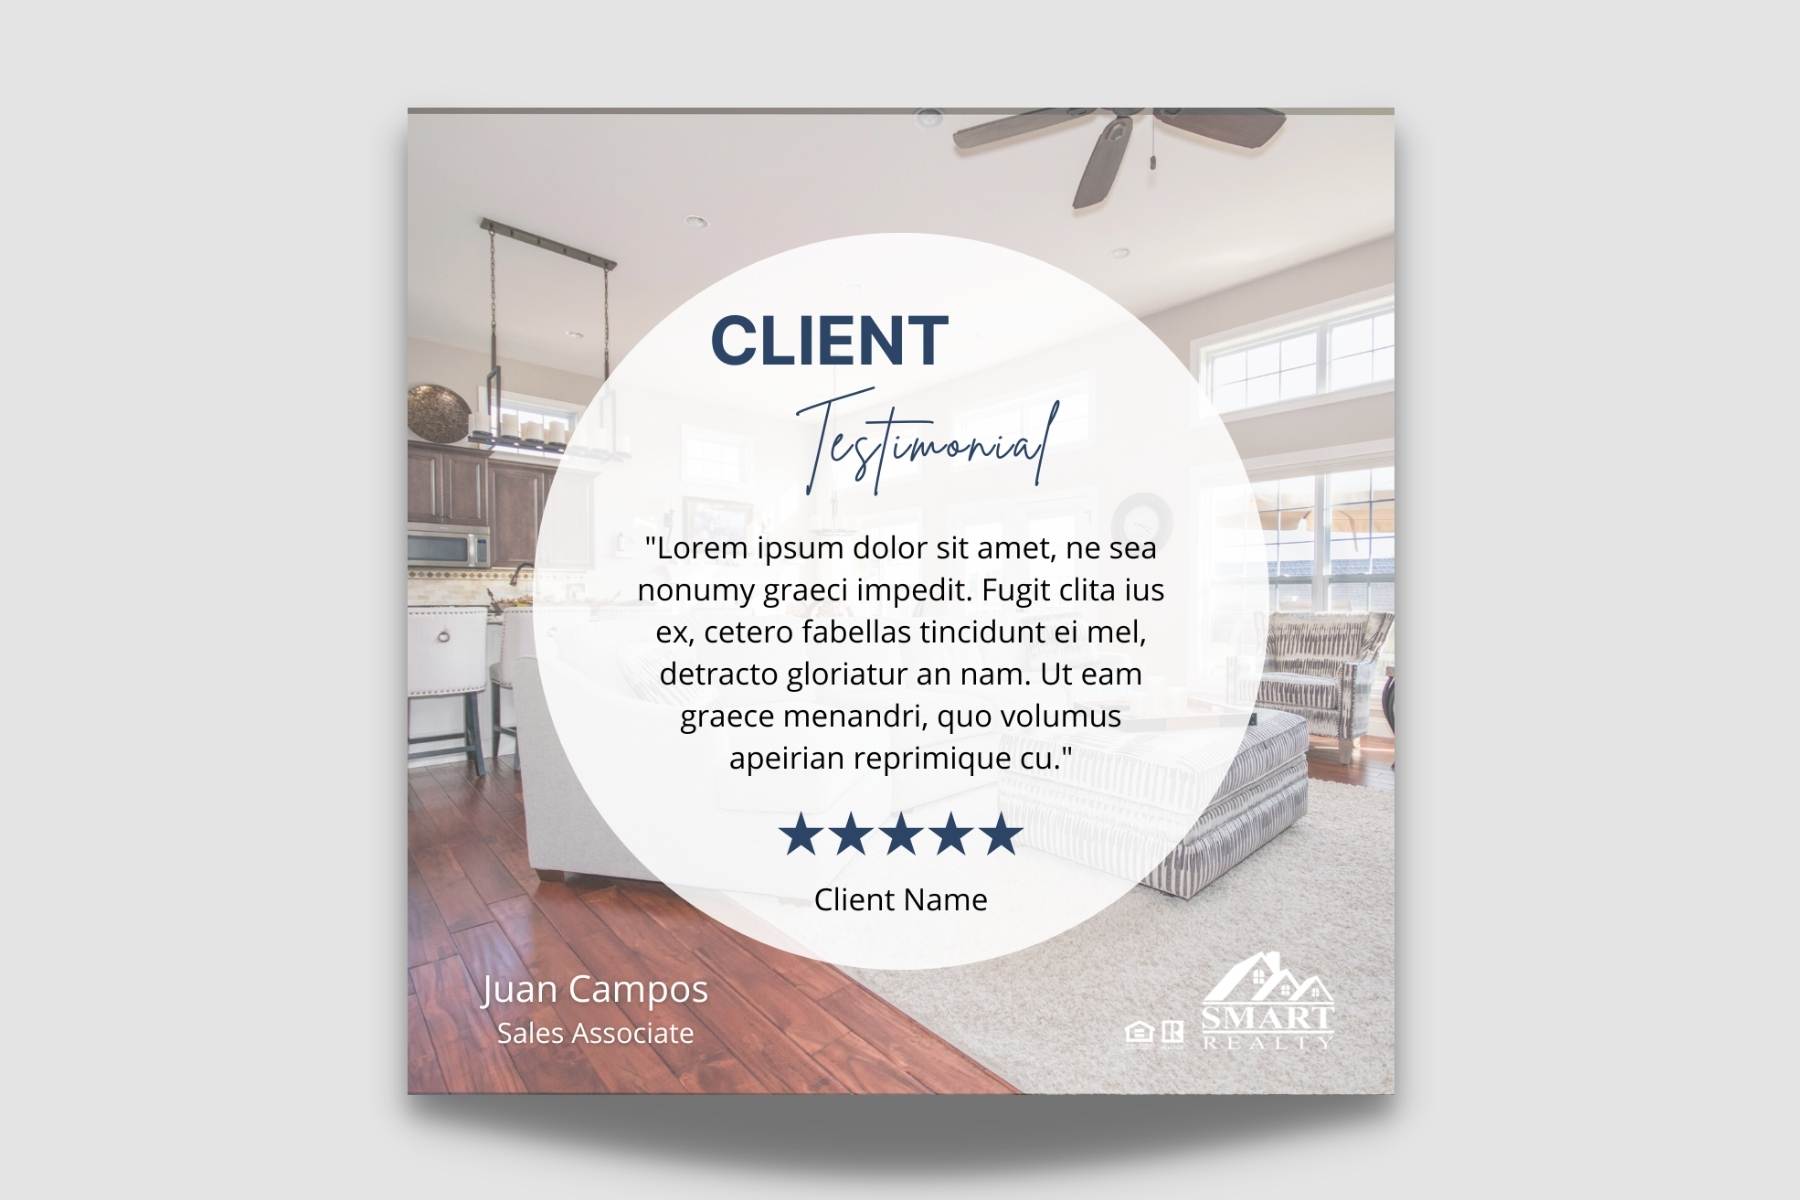 CLIENT
Testimonial
"Lorem ipsum dolor sit amet, ne sea
nonumy graeci impedit. Fugit clita ius
ex, cetero fabellas tincidunt ei mel,
detracto gloriatur an nam. Ut eam
graece menandri, quo volumus
apeirian reprimique cu."
★★★★★
Client Name
Juan Campos
Sales Associate
SMART
REALTY